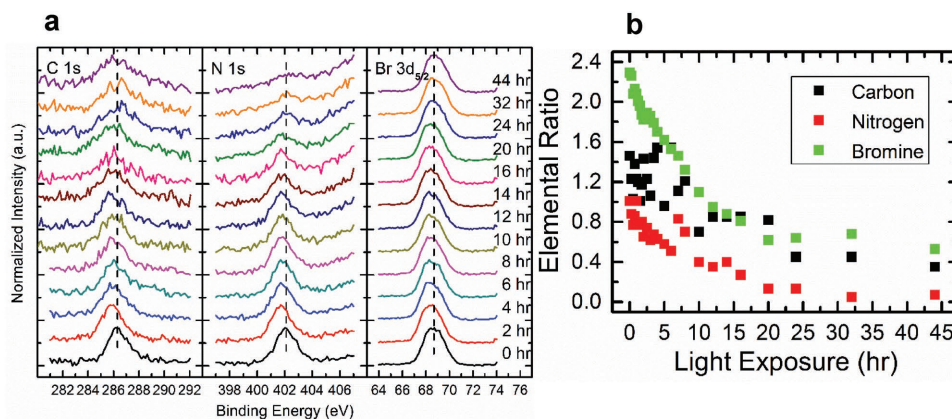 a
C 1s
N 1s
Br 3d5/2
44 hr
32 hr
24 hr
20 hr
16 hr
14 hr
12 hr
10 hr
8 hr
6 hr
4 hr
2 hr
0 hr
Normalized Intensity (a.u.)
282 284 286 288 290 292
398 400 402 404 406
64 66 68 70 72 74 76
Binding Energy (eV)
b
2.4
2.0
1.6
1.2
0.8
0.4
0.0
Elemental Ratio
Carbon
Nitrogen
Bromine
0 5 10 15 20 25 30 35 40 45
Light Exposure (hr)